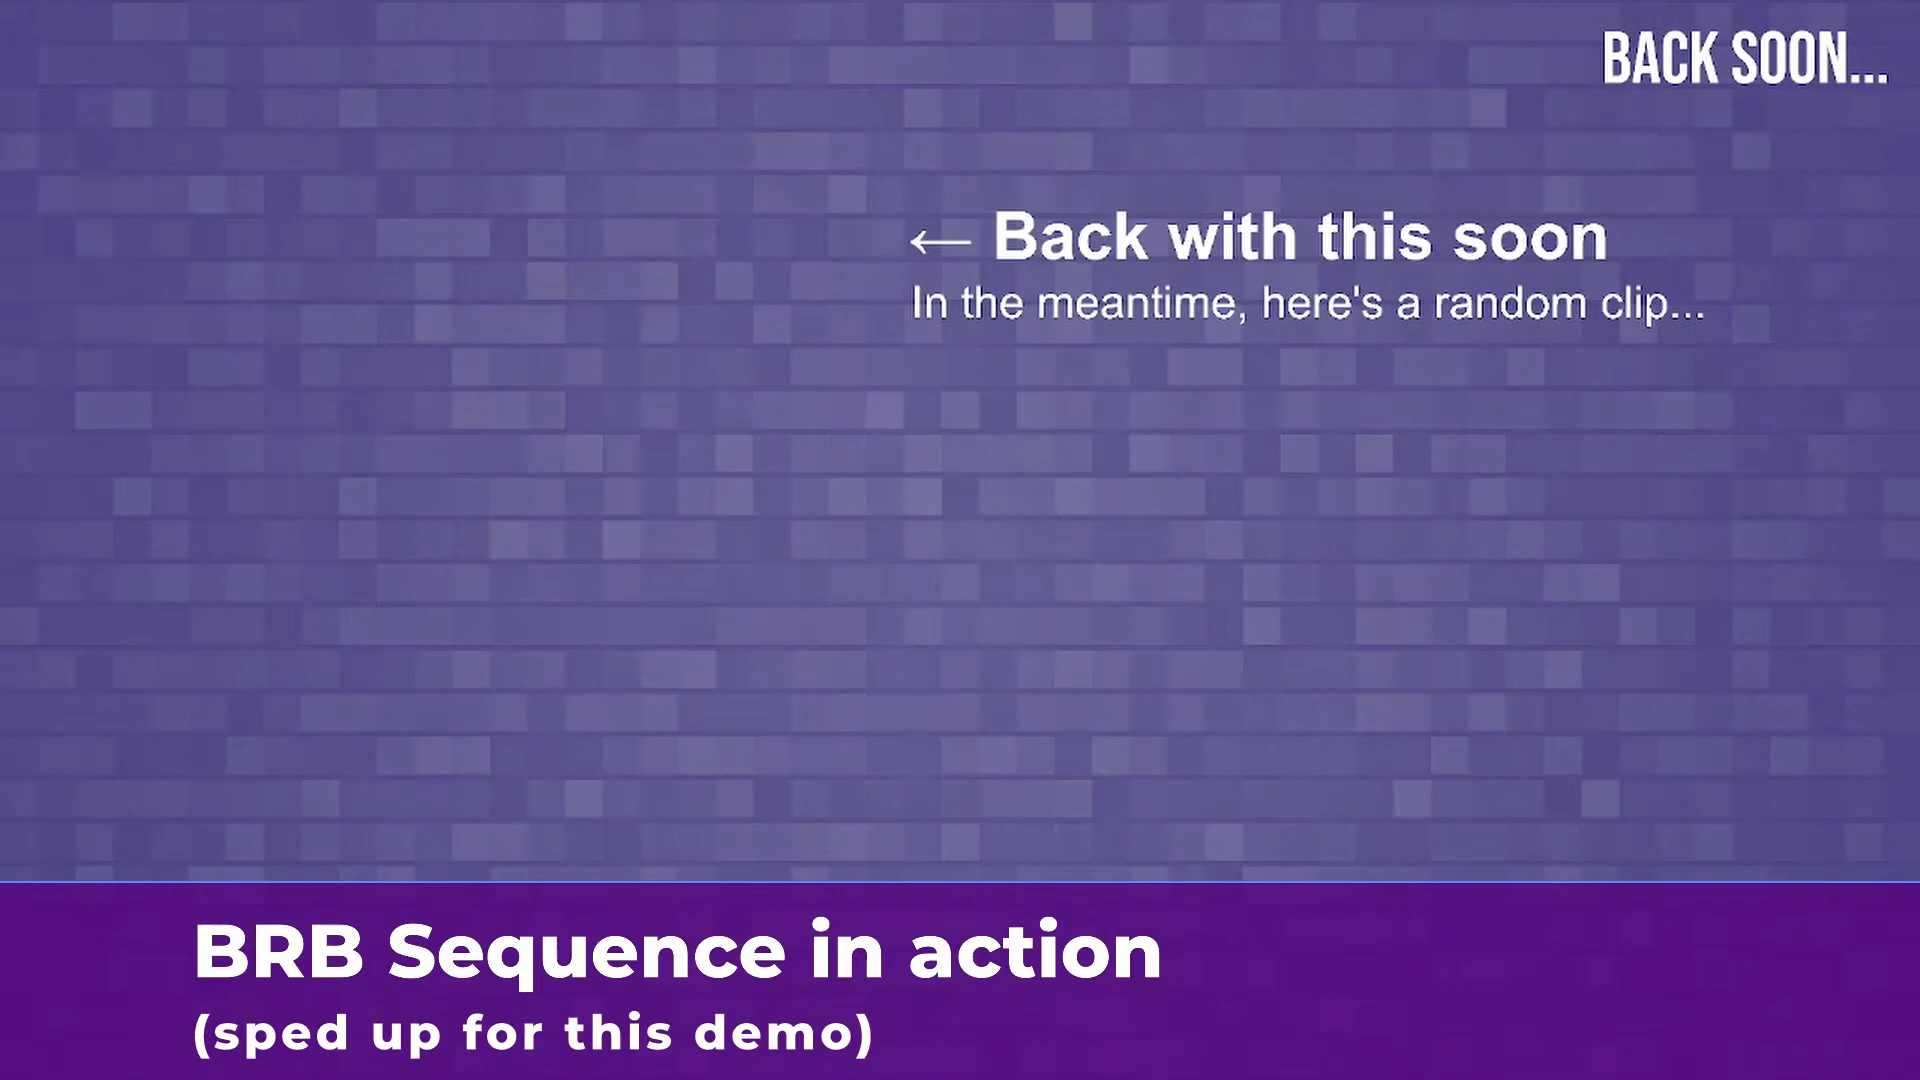 BACK SOON...
← Back with this soon
In the meantime, here's a random clip...
BRB Sequence in action
(sped up for this demo)